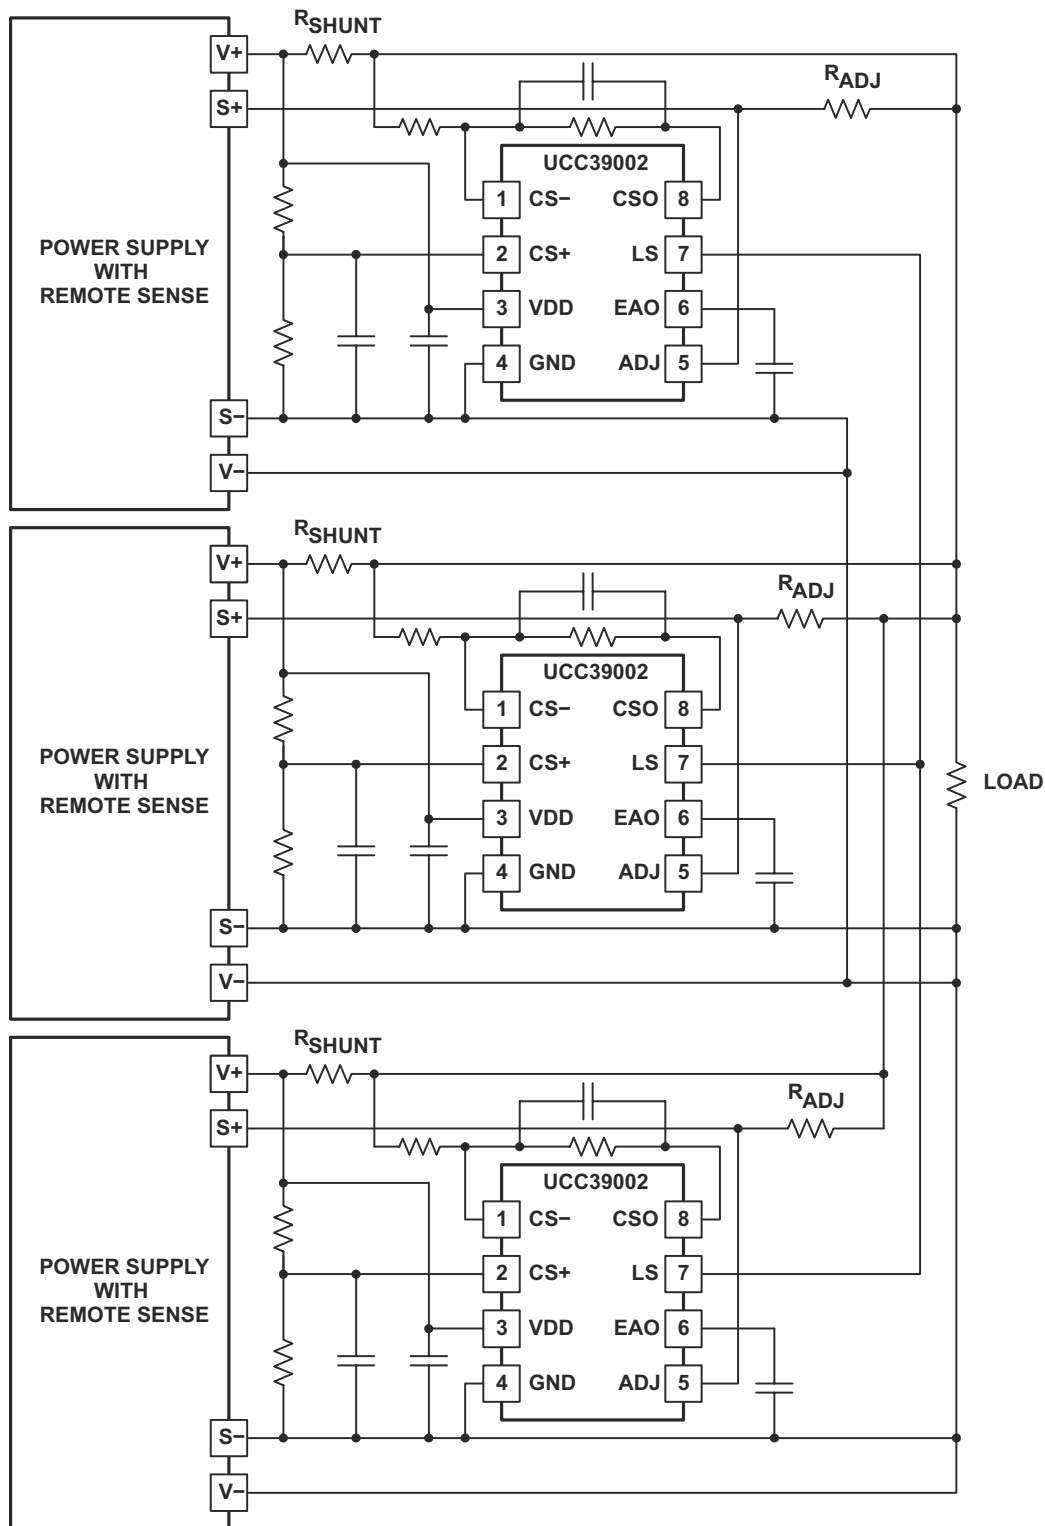 RSHUNT
V+
RADJ
S+
UCC39002
1 CS− CSO 8
POWER SUPPLY
WITH
REMOTE SENSE
2 CS+ LS 7
3 VDD EAO 6
4 GND ADJ 5
S−
V−
RSHUNT
V+
RADJ
S+
UCC39002
1 CS− CSO 8
POWER SUPPLY
WITH
REMOTE SENSE
2 CS+ LS 7
LOAD
3 VDD EAO 6
4 GND ADJ 5
S−
V−
RSHUNT
V+
RADJ
S+
UCC39002
1 CS− CSO 8
POWER SUPPLY
WITH
REMOTE SENSE
2 CS+ LS 7
3 VDD EAO 6
4 GND ADJ 5
S−
V−